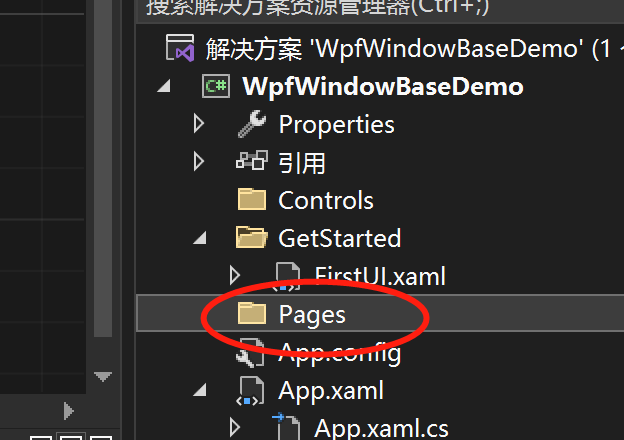 搜索解决方案资源管理器(Ctrl+;)
解决方案 'WpfWindowBaseDemo' (1
WpfWindowBaseDemo
Properties
引用
Controls
GetStarted
FirstUI.xaml
Pages
App.config
App.xaml
App.xaml.cs